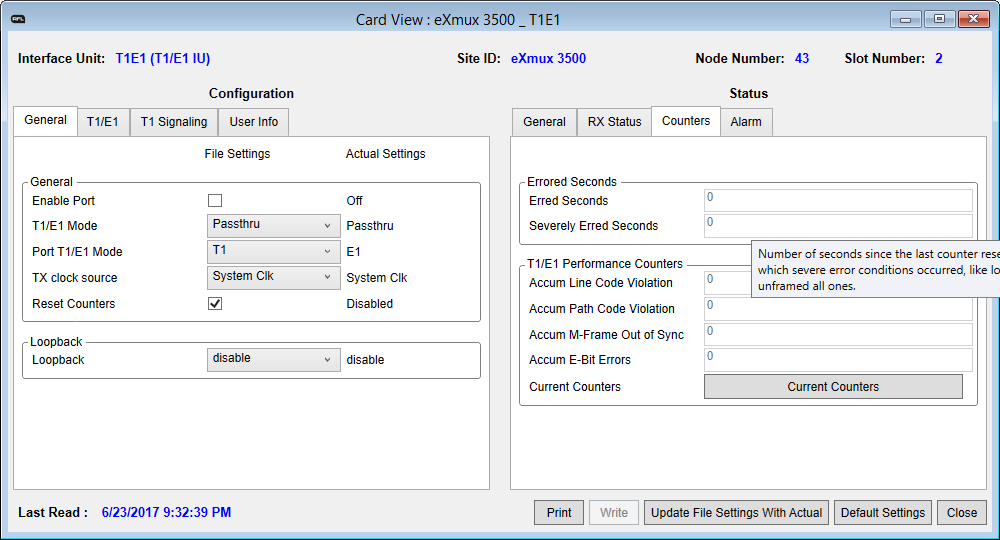 RFL
Card View : eXmux 3500 _ T1E1
Interface Unit: T1E1 (T1/E1 IU) Site ID: eXmux 3500 Node Number: 43 Slot Number: 2
Configuration
General T1/E1 T1 Signaling User Info
File Settings Actual Settings
General
Enable Port Off
T1/E1 Mode Passthru Passthru
Port T1/E1 Mode T1 E1
TX clock source System Clk System Clk
Reset Counters Disabled
Loopback
Loopback disable disable
Status
General RX Status Counters Alarm
Errored Seconds
Erred Seconds 0
Severely Erred Seconds 0
Number of seconds since the last counter rese
which severe error conditions occurred, like lo
unframed all ones.
T1/E1 Performance Counters
Accum Line Code Violation 0
Accum Path Code Violation 0
Accum M-Frame Out of Sync 0
Accum E-Bit Errors 0
Current Counters Current Counters
Last Read : 6/23/2017 9:32:39 PM
Print Write Update File Settings With Actual Default Settings Close